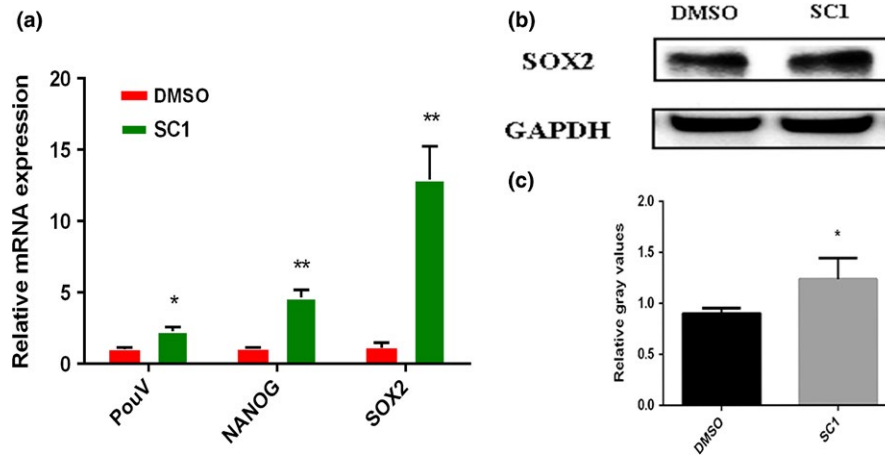 (a)
Relative mRNA expression
20
15
10
5
0
DMSO
SC1
*
**
**
PouV
NANOG
SOX2
(b)
DMSO SC1
SOX2
GAPDH
(c)
Relative gray values
2.0
1.5
1.0
0.5
0.0
*
DMSO
SC1